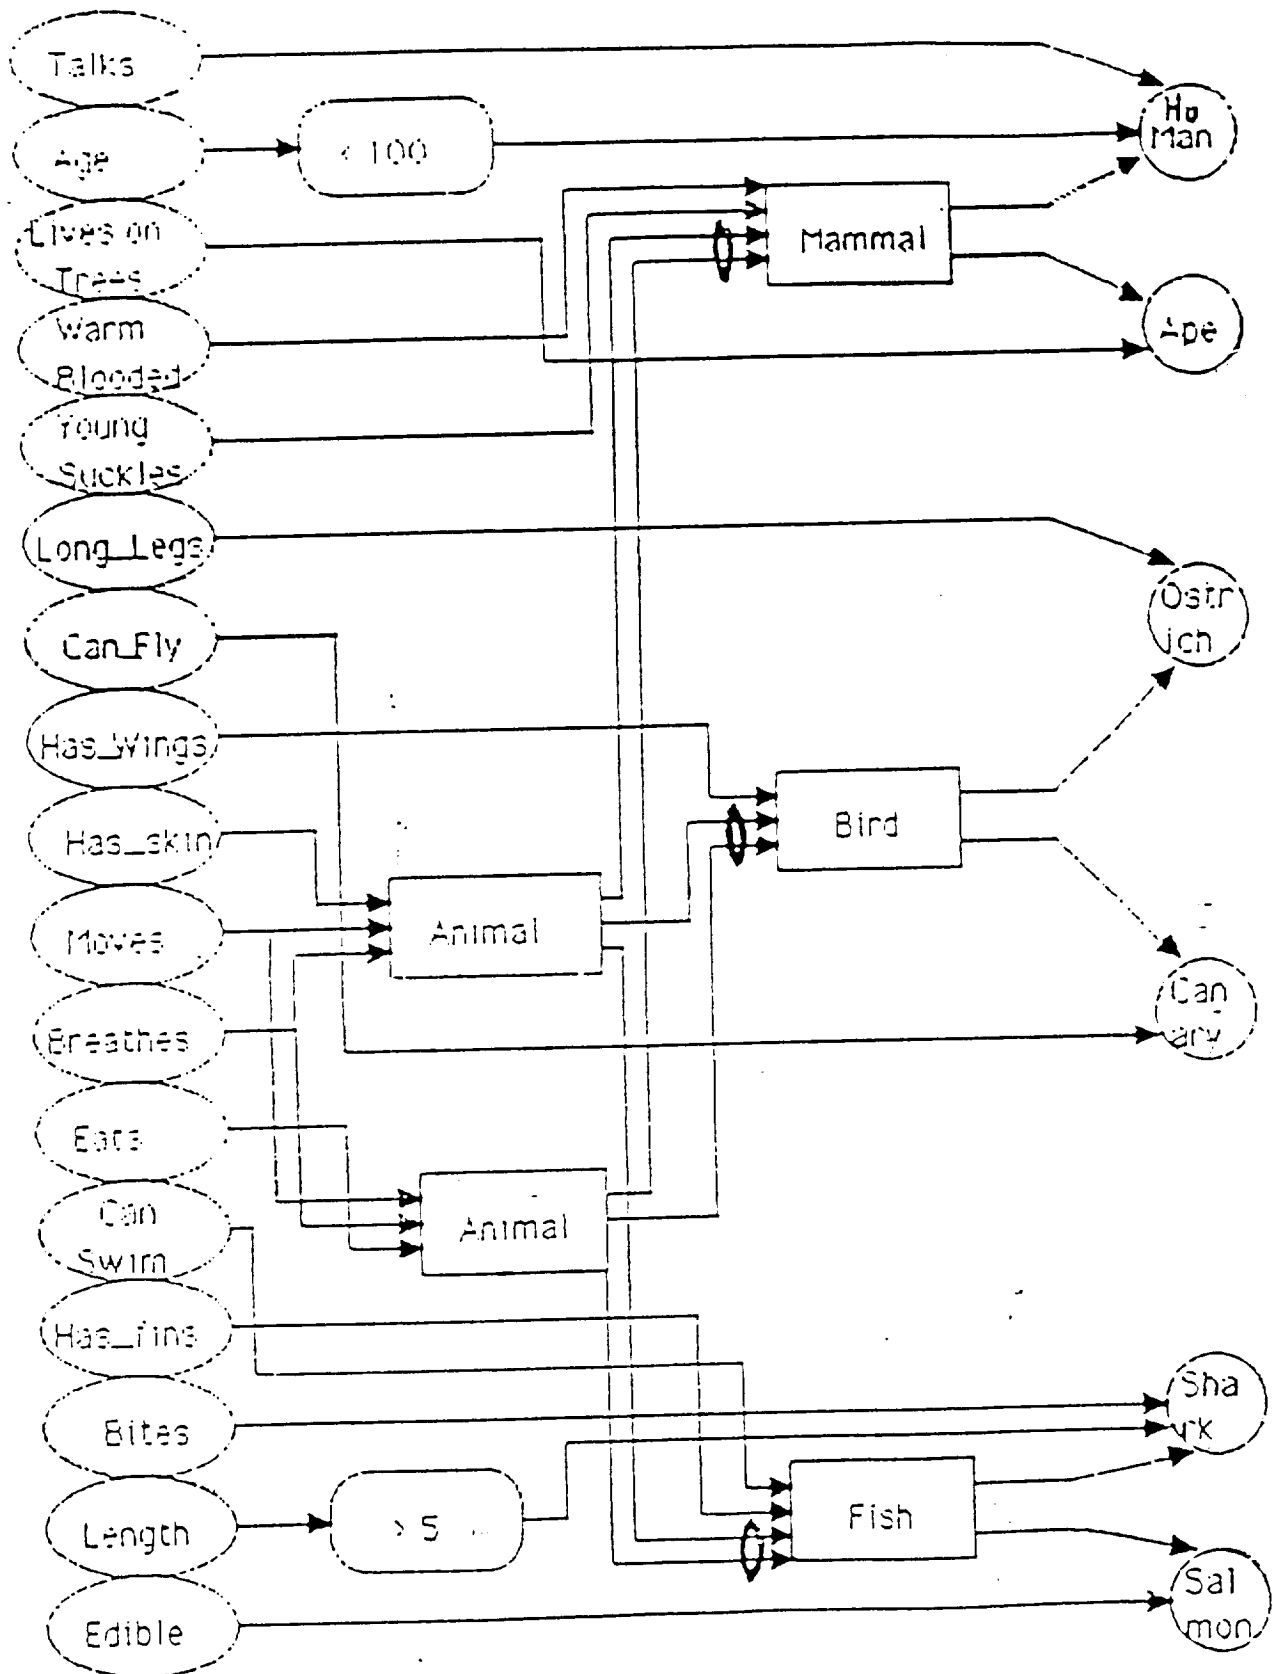 Talks
Hu
Man
Age
< 100
Lives on
Trees
Mammal
Warm
Blooded
Ape
Young
Suckles
Long_Legs
Ostr
ich
Can_Fly
Has_Wings
Bird
Has_skin
Animal
Moves
Can
ary
Breathes
Eats
Animal
Can
Swim
Has_fins
Sha
rk
Bites
Fish
Length
> 5
Sal
mon
Edible